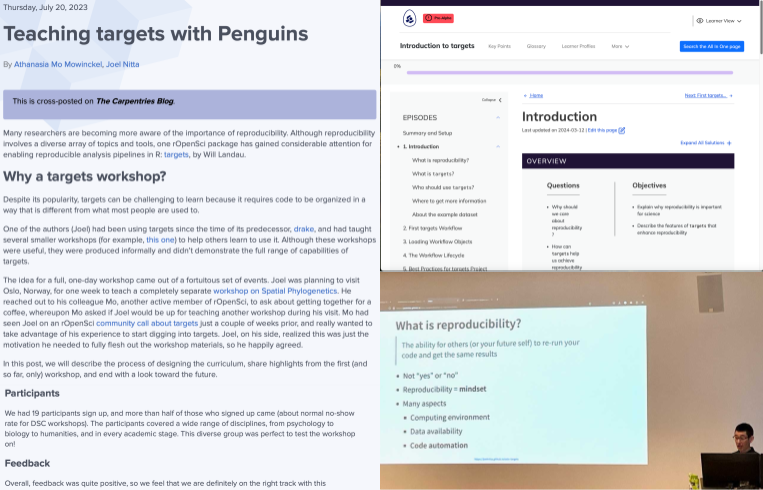 Thursday, July 20, 2023
Teaching targets with Penguins
By Athanasia Mo Mowinckel, Joel Nitta
This is cross-posted on The Carpentries Blog.
Many researchers are becoming more aware of the importance of reproducibility. Although reproducibility
involves a diverse array of topics and tools, one rOpenSci package has gained considerable attention for
enabling reproducible analysis pipelines in R: targets, by Will Landau.
Why a targets workshop?
Despite its popularity, targets can be challenging to learn because it requires code to be organized in a
way that is different from what most people are used to.
One of the authors (Joel) had been using targets since the time of its predecessor, drake, and had taught
several smaller workshops (for example, this one) to help others learn to use it. Although these workshops
were useful, they were produced informally and didn't demonstrate the full range of capabilities of
targets.
The idea for a full, one-day workshop came out of a fortuitous set of events. Joel was planning to visit
Oslo, Norway, for one week to teach a completely separate workshop on Spatial Phylogenetics. He
reached out to his colleague Mo, another active member of rOpenSci, to ask about getting together for a
coffee, whereupon Mo asked if Joel would be up for teaching another workshop during his visit. Mo had
seen Joel on an rOpenSci community call about targets just a couple of weeks prior, and really wanted to
take advantage of his experience to start digging into targets. Joel, on his side, realized this was just the
motivation he needed to fully flesh out the workshop materials, so he happily agreed.
In this post, we will describe the process of designing the curriculum, share highlights from the first (and
so far, only) workshop, and end with a look toward the future.
Participants
We had 19 participants sign up, and more than half of those who signed up came (about normal no-show
rate for DSC workshops). The participants covered a wide range of disciplines, from psychology to
biology to humanities, and in every academic stage. This diverse group was perfect to test the workshop
on!
Feedback
Overall, feedback was quite positive, so we feel that we are definitely on the right track with this
Pre-Alpha
Learner View
Introduction to targets
Key Points
Glossary
Learner Profiles
More
Search the All In One page
0%
Collapse
EPISODES
Summary and Setup
1. Introduction
What is reproducibility?
What is targets?
Who should use targets?
Where to get more information
About the example dataset
2. First targets Workflow
3. Loading Workflow Objects
4. The Workflow Lifecycle
5. Best Practices for targets Project
Home
Next: First targets...
Introduction
Last updated on 2024-03-12 | Edit this page
Expand All Solutions +
OVERVIEW
Questions
Why should
we care
about
reproducibility
?
How can
targets help
us achieve
reproducibility
Objectives
Explain why reproducibility is important
for science
Describe the features of targets that
enhance reproducibility
What is reproducibility?
The ability for others (or your future self) to re-run your
code and get the same results
Not "yes" or "no"
Reproducibility = mindset
Many aspects
Computing environment
Data availability
Code automation